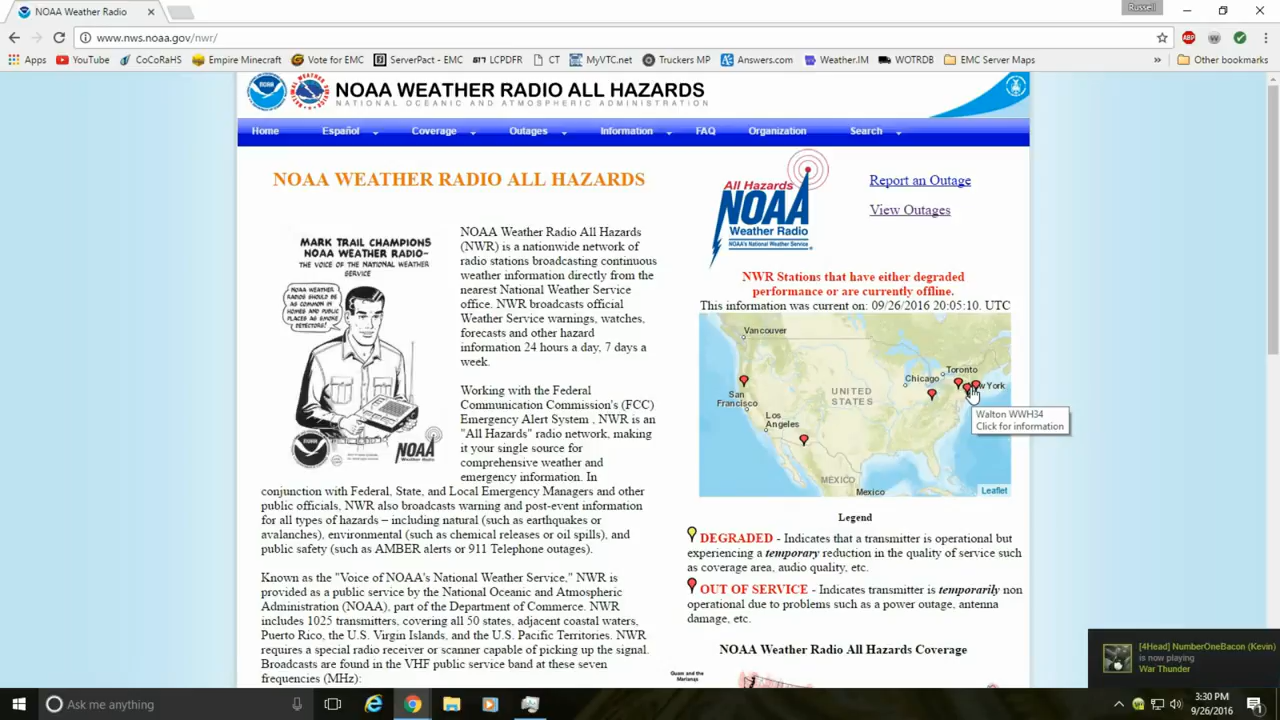 NOAA Weather Radio
Russell
www.nws.noaa.gov/nwr/
Apps YouTube CoCoRaHS Empire Minecraft Vote for EMC ServerPact - EMC LCPDFR CT MyVTC.net Truckers MP Answers.com Weather.IM WOTRDB EMC Server Maps » Other bookmarks
NOAA WEATHER RADIO ALL HAZARDS
NATIONAL OCEANIC AND ATMOSPHERIC ADMINISTRATION
Home Español Coverage Outages Information FAQ Organization Search
NOAA WEATHER RADIO ALL HAZARDS
MARK TRAIL CHAMPIONS
NOAA WEATHER RADIO–
THE VOICE OF THE NATIONAL WEATHER
SERVICE
NOAA WEATHER
RADIOS SHOULD BE
AS COMMON IN
HOMES AND PUBLIC
PLACES AS SMOKE
DETECTORS!
NOAA
NOAA Weather Radio All Hazards
(NWR) is a nationwide network of
radio stations broadcasting continuous
weather information directly from the
nearest National Weather Service
office. NWR broadcasts official
Weather Service warnings, watches,
forecasts and other hazard
information 24 hours a day, 7 days a
week.
Working with the Federal
Communication Commission's (FCC)
Emergency Alert System , NWR is an
"All Hazards" radio network, making
it your single source for
comprehensive weather and
emergency information. In
conjunction with Federal, State, and Local Emergency Managers and other
public officials, NWR also broadcasts warning and post-event information
for all types of hazards – including natural (such as earthquakes or
avalanches), environmental (such as chemical releases or oil spills), and
public safety (such as AMBER alerts or 911 Telephone outages).
Known as the "Voice of NOAA's National Weather Service," NWR is
provided as a public service by the National Oceanic and Atmospheric
Administration (NOAA), part of the Department of Commerce. NWR
includes 1025 transmitters, covering all 50 states, adjacent coastal waters,
Puerto Rico, the U.S. Virgin Islands, and the U.S. Pacific Territories. NWR
requires a special radio receiver or scanner capable of picking up the signal.
Broadcasts are found in the VHF public service band at these seven
frequencies (MHz):
All Hazards
NOAA
Weather Radio
NOAA's National Weather Service
Report an Outage
View Outages
NWR Stations that have either degraded
performance or are currently offline.
This information was current on: 09/26/2016 20:05:10. UTC
Vancouver
Toronto
Chicago
York
UNITED
STATES
San
Francisco
Los
Angeles
MEXICO
Mexico
Leaflet
Walton WWH34
Click for information
Legend
DEGRADED - Indicates that a transmitter is operational but
experiencing a temporary reduction in the quality of service such
as coverage area, audio quality, etc.
OUT OF SERVICE - Indicates transmitter is temporarily non
operational due to problems such as a power outage, antenna
damage, etc.
NOAA Weather Radio All Hazards Coverage
Guam and the
Marianas
[4Head] NumberOneBacon (Kevin)
is now playing
War Thunder
Ask me anything
3:30 PM
9/26/2016